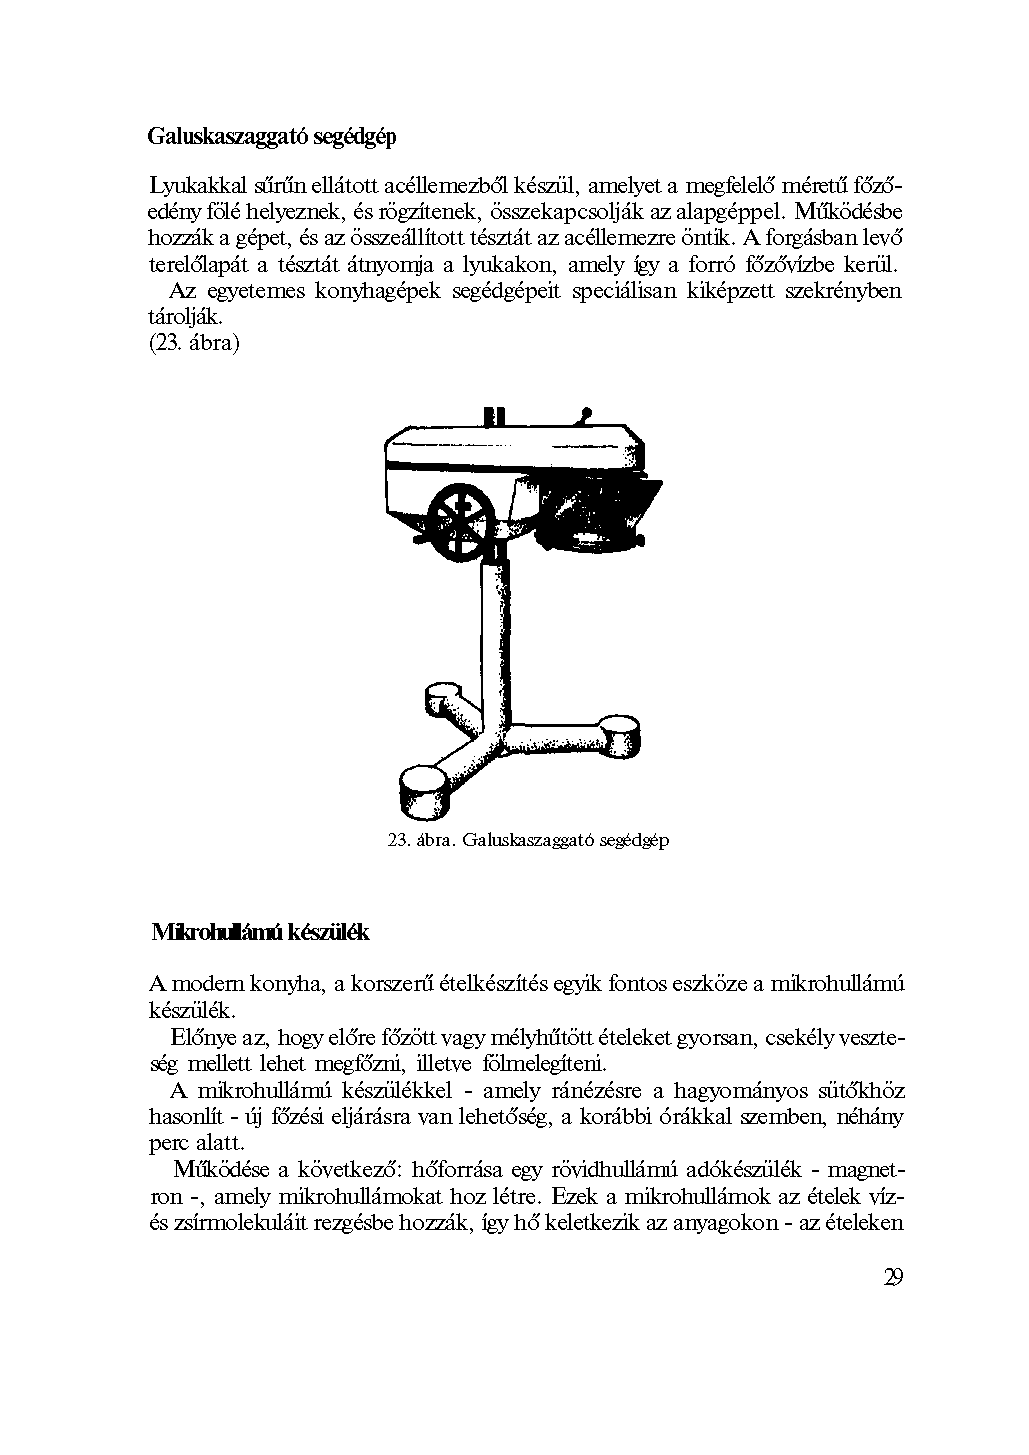 Galuskaszaggató segédgép
Lyukakkal sűrűn ellátott acéllemezből készül, amelyet a megfelelő méretű főző-
edény fölé helyeznek, és rögzítenek, összekapcsolják az alapgéppel. Működésbe
hozzák a gépet, és az összeállított tésztát az acéllemezre öntik. A forgásban levő
terelőlapát a tésztát átnyomja a lyukakon, amely így a forró főzővízbe kerül.
Az egyetemes konyhagépek segédgépeit speciálisan kiképzett szekrényben
tárolják.
(23. ábra)
23. ábra. Galuskaszaggató segédgép
Mikrohullámú készülék
A modern konyha, a korszerű ételkészítés egyik fontos eszköze a mikrohullámú
készülék.
Előnye az, hogy előre főzött vagy mélyhűtött ételeket gyorsan, csekély veszte-
ség mellett lehet megfőzni, illetve fölmelegíteni.
A mikrohullámú készülékkel - amely ránézésre a hagyományos sütőkhöz
hasonlít - új főzési eljárásra van lehetőség, a korábbi órákkal szemben, néhány
perc alatt.
Működése a következő: hőforrása egy rövidhullámú adókészülék - magnet-
ron -, amely mikrohullámokat hoz létre. Ezek a mikrohullámok az ételek víz-
és zsírmolekuláit rezgésbe hozzák, így hő keletkezik az anyagokon - az ételeken
29